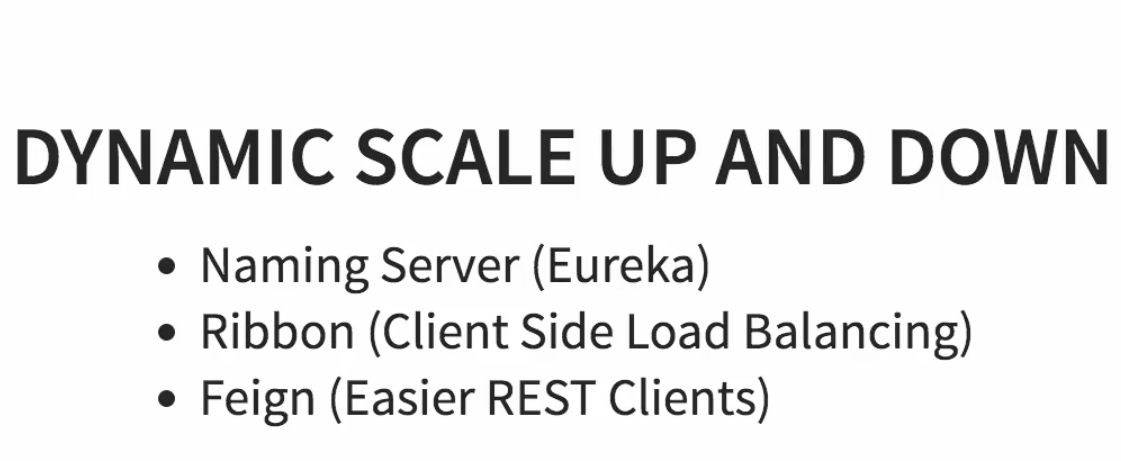 DYNAMIC SCALE UP AND DOWN
• Naming Server (Eureka)
• Ribbon (Client Side Load Balancing)
• Feign (Easier REST Clients)